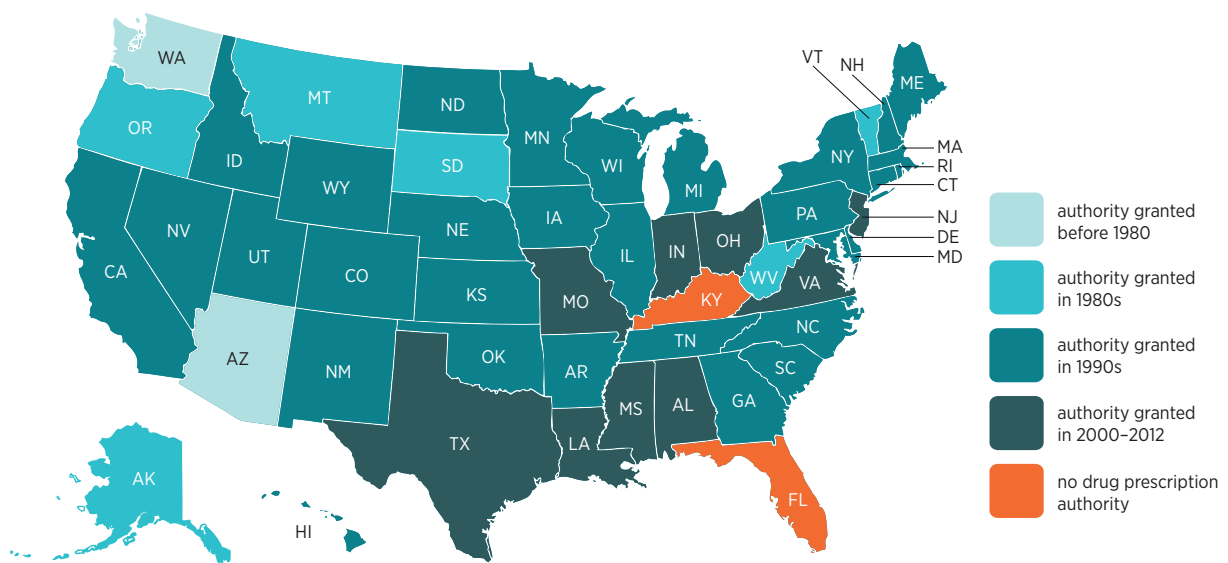 WA
OR
MT
ID
WY
ND
SD
NE
MN
WI
IA
MI
IL
IN
OH
NY
PA
VT
NH
ME
MA
RI
CT
NJ
DE
MD
CA
NV
UT
CO
KS
MO
KY
WV
VA
AZ
NM
OK
AR
TN
NC
SC
TX
LA
MS
AL
GA
FL
AK
HI
authority granted
before 1980
authority granted
in 1980s
authority granted
in 1990s
authority granted
in 2000–2012
no drug prescription
authority